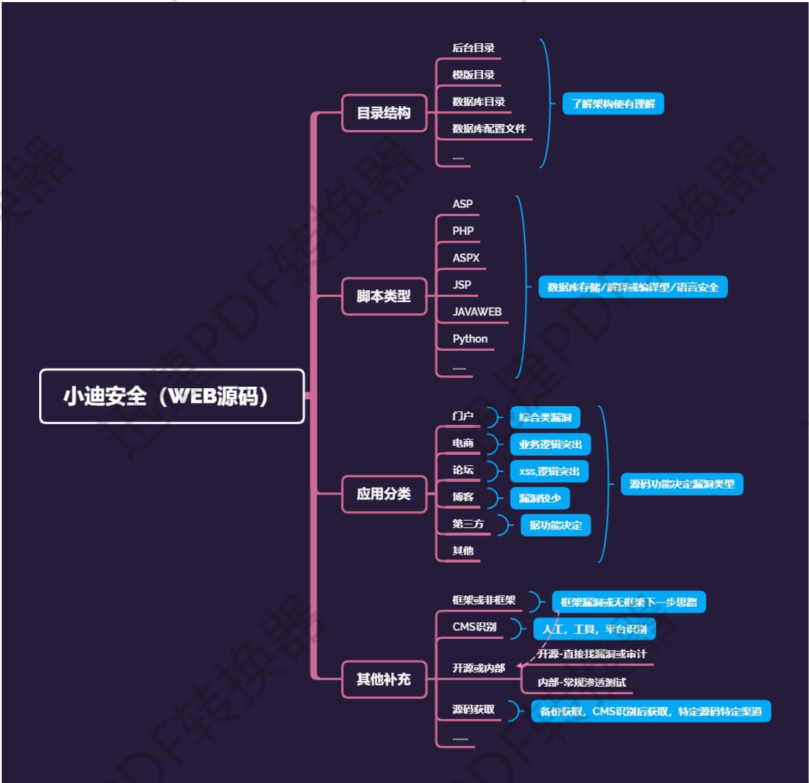 小迪安全（WEB源码）
目录结构
后台目录
模版目录
数据库目录
数据库配置文件
......
了解架构便有理解
脚本类型
ASP
PHP
ASPX
JSP
JAVAWEB
Python
......
数据库存储/解释或编译型/语言安全
应用分类
门户
综合类漏洞
电商
业务逻辑突出
论坛
xss,逻辑突出
博客
漏洞较少
第三方
据功能决定
其他
源码功能决定漏洞类型
其他补充
框架或非框架
框架漏洞或无框架下一步思路
CMS识别
人工，工具，平台识别
开源或内部
开源-直接找漏洞或审计
内部-常规渗透测试
源码获取
备份获取，CMS识别后获取，特定源码特定渠道
.......
迅捷PDF转换器